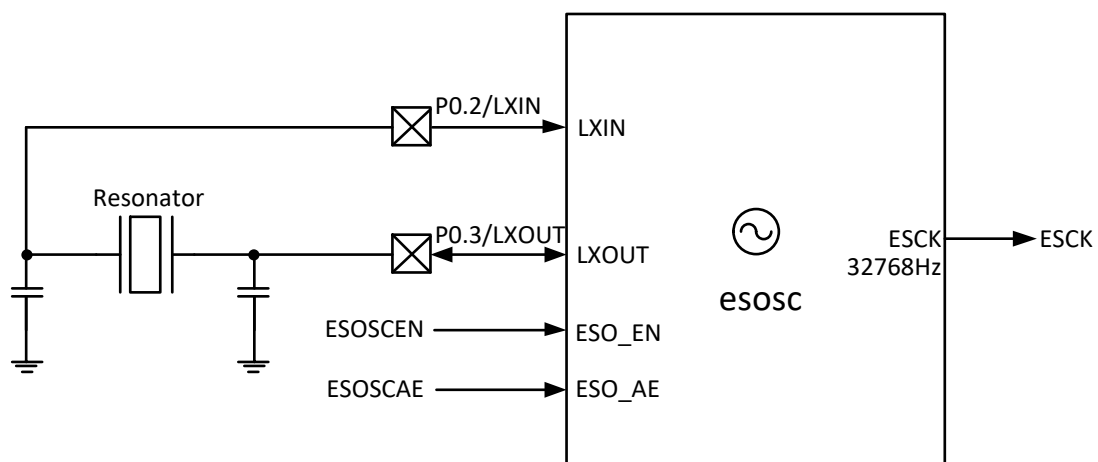 P0.2/LXIN
LXIN
Resonator
P0.3/LXOUT
LXOUT
ESCK
32768Hz
ESCK
esosc
ESOSCEN
ESO_EN
ESOSCAE
ESO_AE